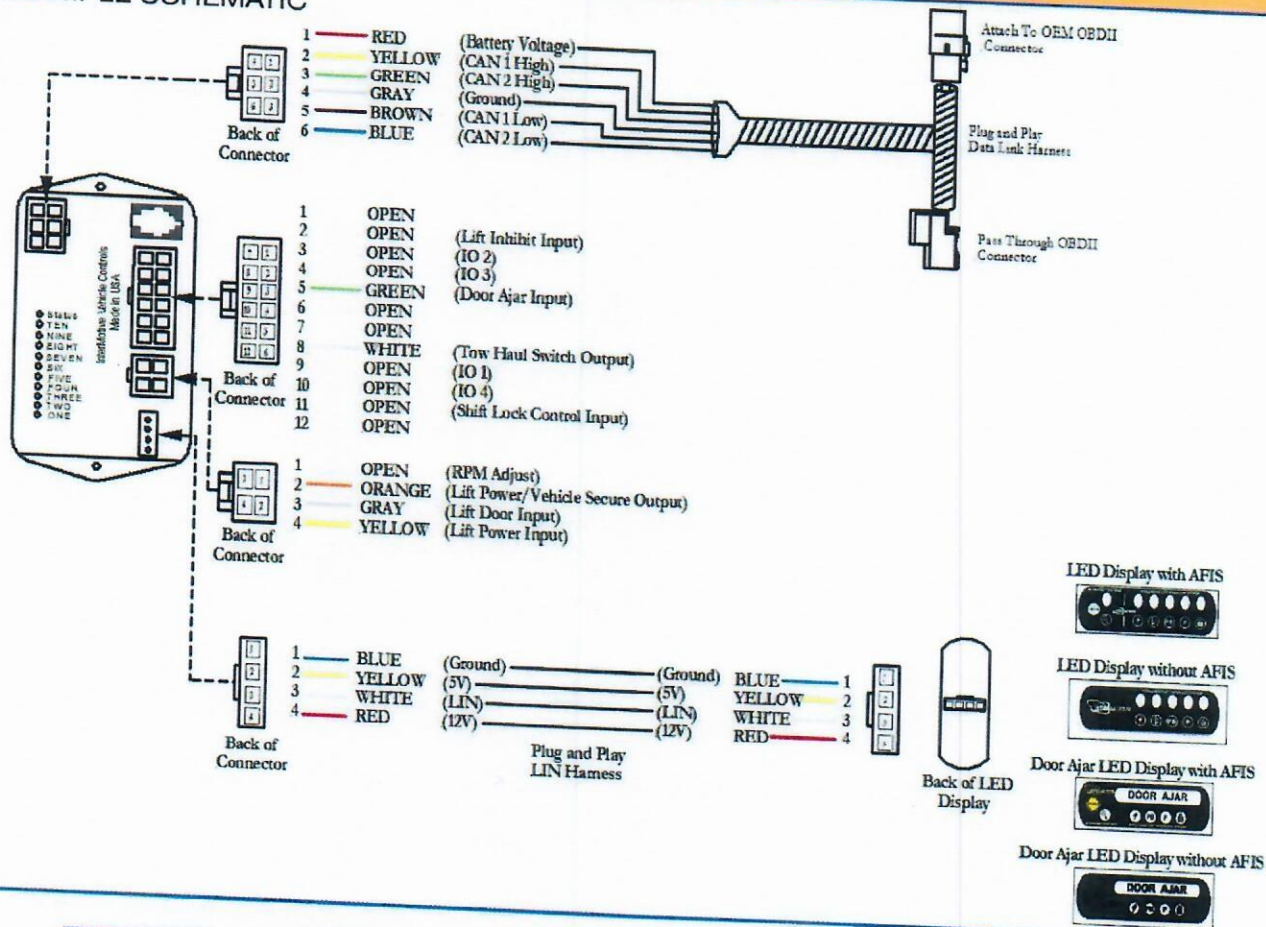 SCHEMATIC
1 RED (Battery Voltage)
2 YELLOW (CAN 1 High)
3 GREEN (CAN 2 High)
4 GRAY (Ground)
5 BROWN (CAN 1 Low)
6 BLUE (CAN 2 Low)
Back of
Connector
Attach To OEM OBDII
Connector
Plug and Play
Data Link Harness
Pass Through OBDII
Connector
InterMotive Vehicle Controls
Made in USA
Status
TEN
NINE
EIGHT
SEVEN
SIX
FIVE
FOUR
THREE
TWO
ONE
1 OPEN
2 OPEN (Lift Inhibit Input)
3 OPEN (IO 2)
4 OPEN (IO 3)
5 GREEN (Door Ajar Input)
6 OPEN
7 OPEN
8 WHITE (Tow Haul Switch Output)
9 OPEN (IO 1)
10 OPEN (IO 4)
11 OPEN (Shift Lock Control Input)
12 OPEN
Back of
Connector
1 OPEN (RPM Adjust)
2 ORANGE (Lift Power/Vehicle Secure Output)
3 GRAY (Lift Door Input)
4 YELLOW (Lift Power Input)
Back of
Connector
1 BLUE (Ground) (Ground) BLUE 1
2 YELLOW (5V) (5V) YELLOW 2
3 WHITE (LIN) (LIN) WHITE 3
4 RED (12V) (12V) RED 4
Back of
Connector
Plug and Play
LIN Harness
Back of LED
Display
LED Display with AFIS
LED Display without AFIS
Door Ajar LED Display with AFIS
DOOR AJAR
Door Ajar LED Display without AFIS
DOOR AJAR